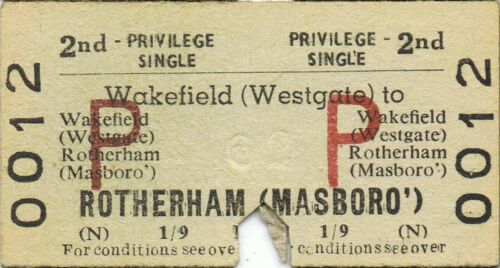 2nd - PRIVILEGE SINGLE PRIVILEGE - 2nd SINGLE
0012 0012
Wakefield (Westgate) to
P P
Wakefield Wakefield
(Westgate) (Westgate)
Rotherham Rotherham
(Masboro') (Masboro')
ROTHERHAM (MASBORO')
(N) 1/9 1/9 (N)
For conditions see over For conditions see over